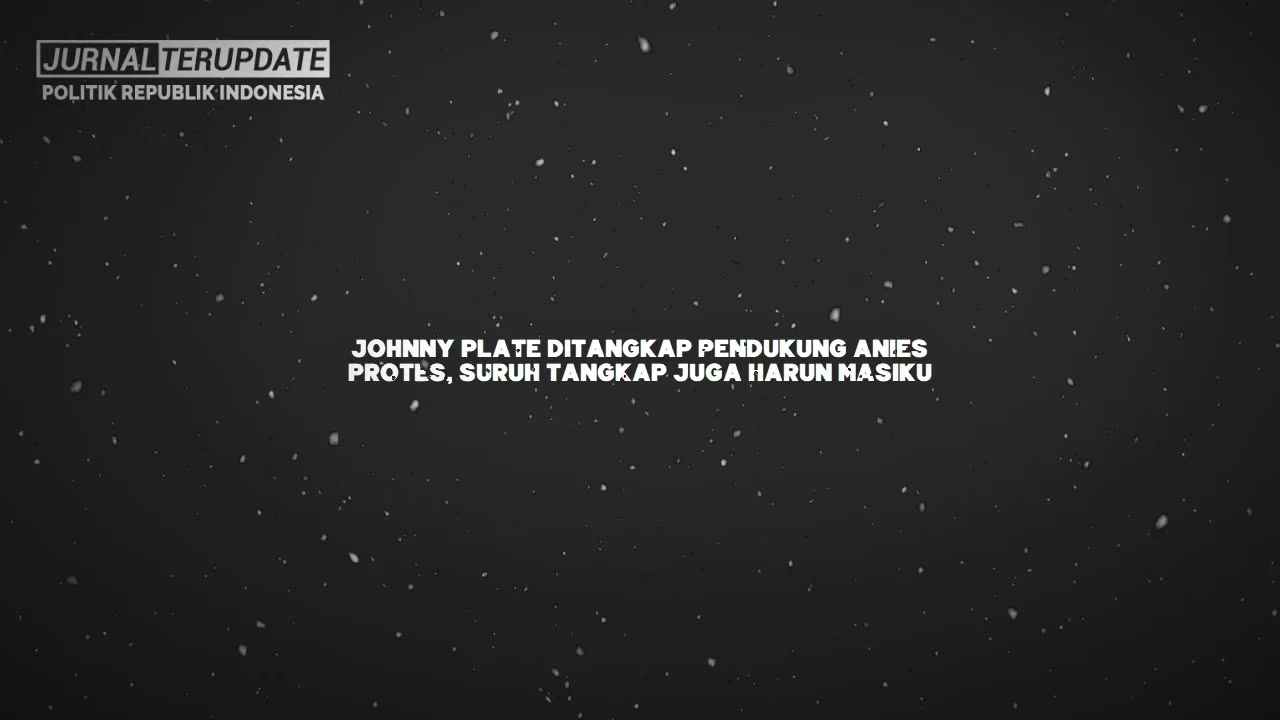 JURNALTERUPDATE
POLITIK REPUBLIK INDONESIA
JOHNNY PLATE DITANGKAP PENDUKUNG ANIES
PROTES, SURUH TANGKAP JUGA HARUN MASIKU